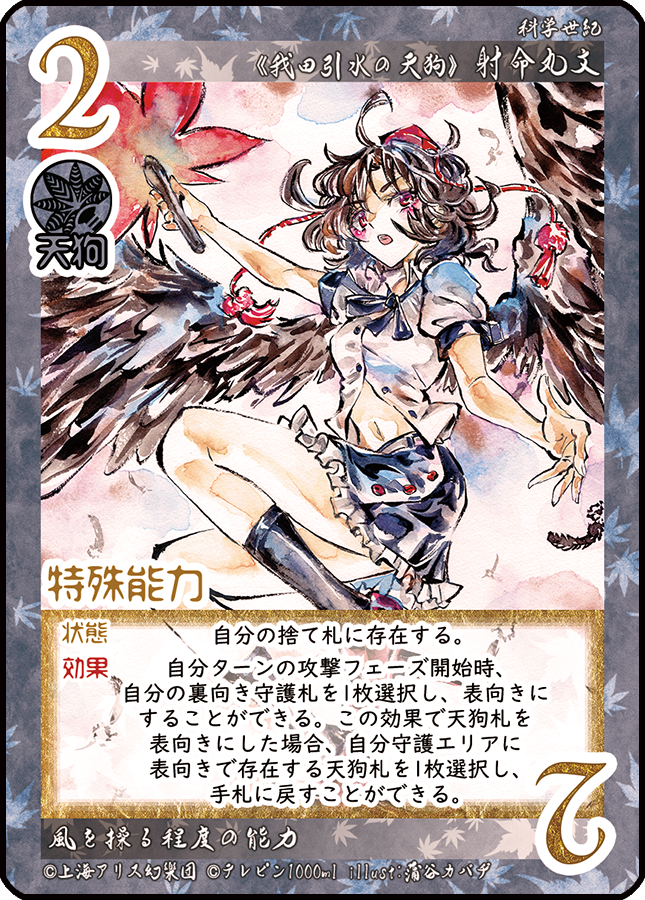 科学世紀
2
《我田引水の天狗》 射命丸文
天狗
特殊能力
状態 自分の捨て札に存在する。
効果 自分ターンの攻撃フェーズ開始時、
自分の裏向き守護札を1枚選択し、表向きに
することができる。この効果で天狗札を
表向きにした場合、自分守護エリアに
表向きで存在する天狗札を1枚選択し、
手札に戻すことができる。
2
風を操る程度の能力
©上海アリス幻樂団 ©テレピン1000ml illust:蒲谷カバヂ